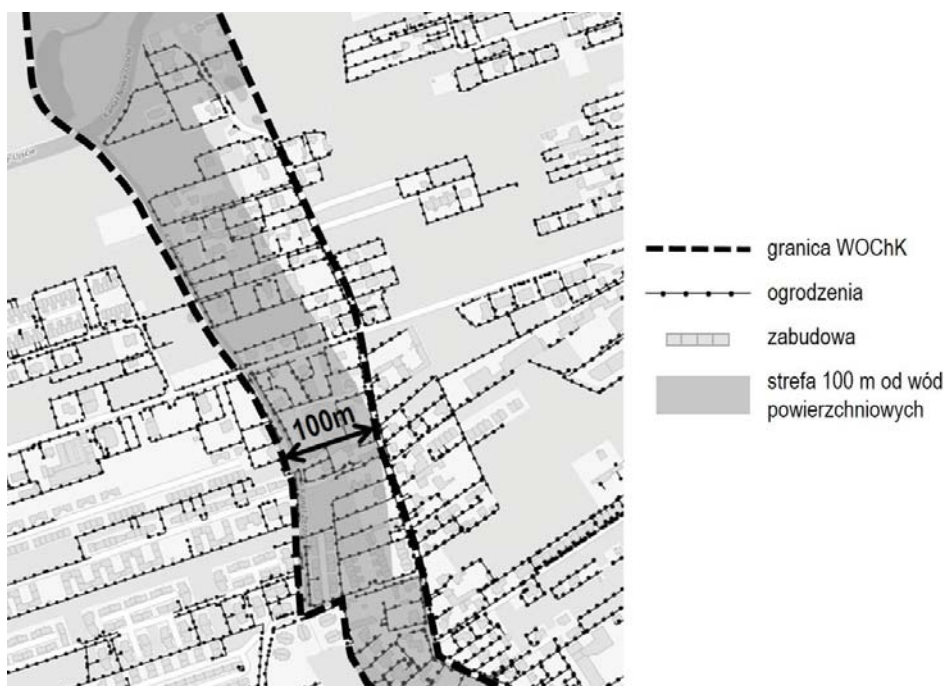 100m
granica WOChK
ogrodzenia
zabudowa
strefa 100 m od wód
powierzchniowych